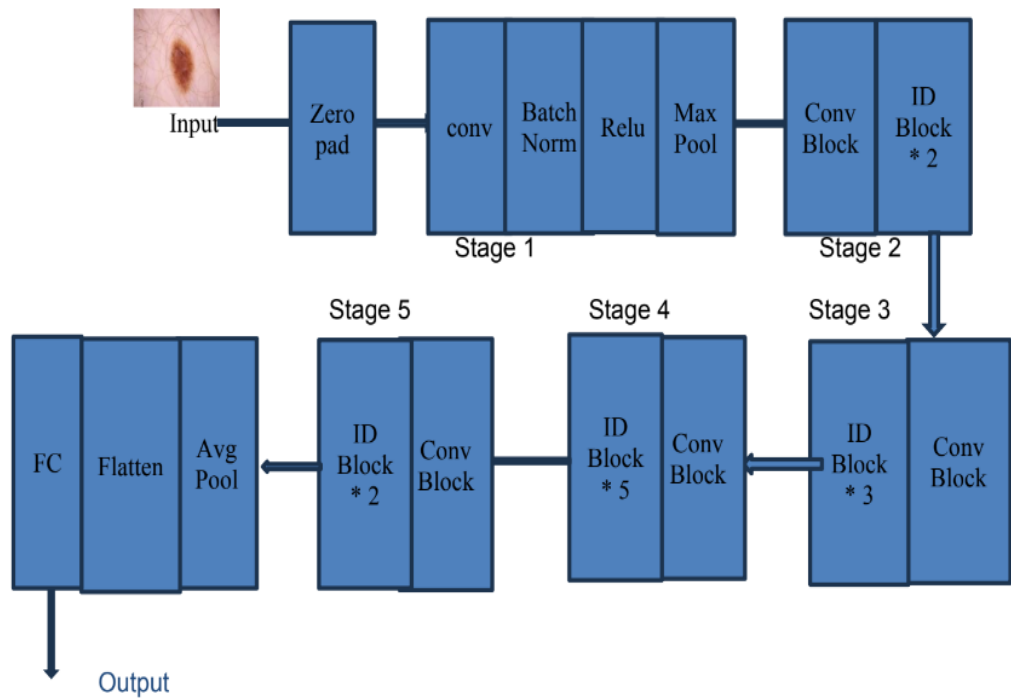 Input
Zero
pad
conv
Batch
Norm
Relu
Max
Pool
Conv
Block
ID
Block
* 2
Stage 1
Stage 2
Stage 5
Stage 4
Stage 3
FC
Flatten
Avg
Pool
ID
Block
* 2
Conv
Block
ID
Block
* 5
Conv
Block
ID
Block
* 3
Conv
Block
Output